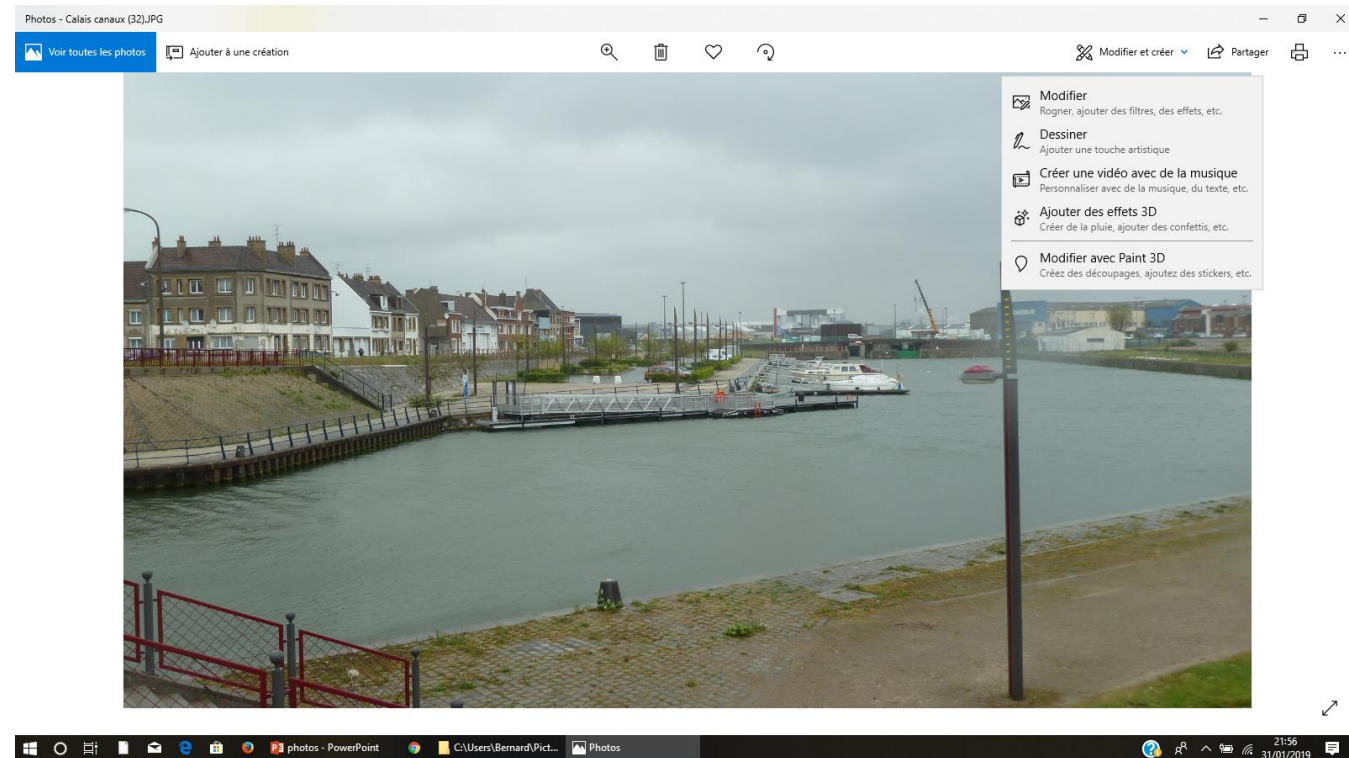 Photos - Calais canaux (32).JPG
Voir toutes les photos
Ajouter à une création
Modifier et créer
Partager
Modifier
Rogner, ajouter des filtres, des effets, etc.
Dessiner
Ajouter une touche artistique
Créer une vidéo avec de la musique
Personnaliser avec de la musique, du texte, etc.
Ajouter des effets 3D
Créer de la pluie, ajouter des confettis, etc.
Modifier avec Paint 3D
Créez des découpages, ajoutez des stickers, etc.
photos - PowerPoint
C:\Users\Bernard\Pict...
Photos
21:56
31/01/2019